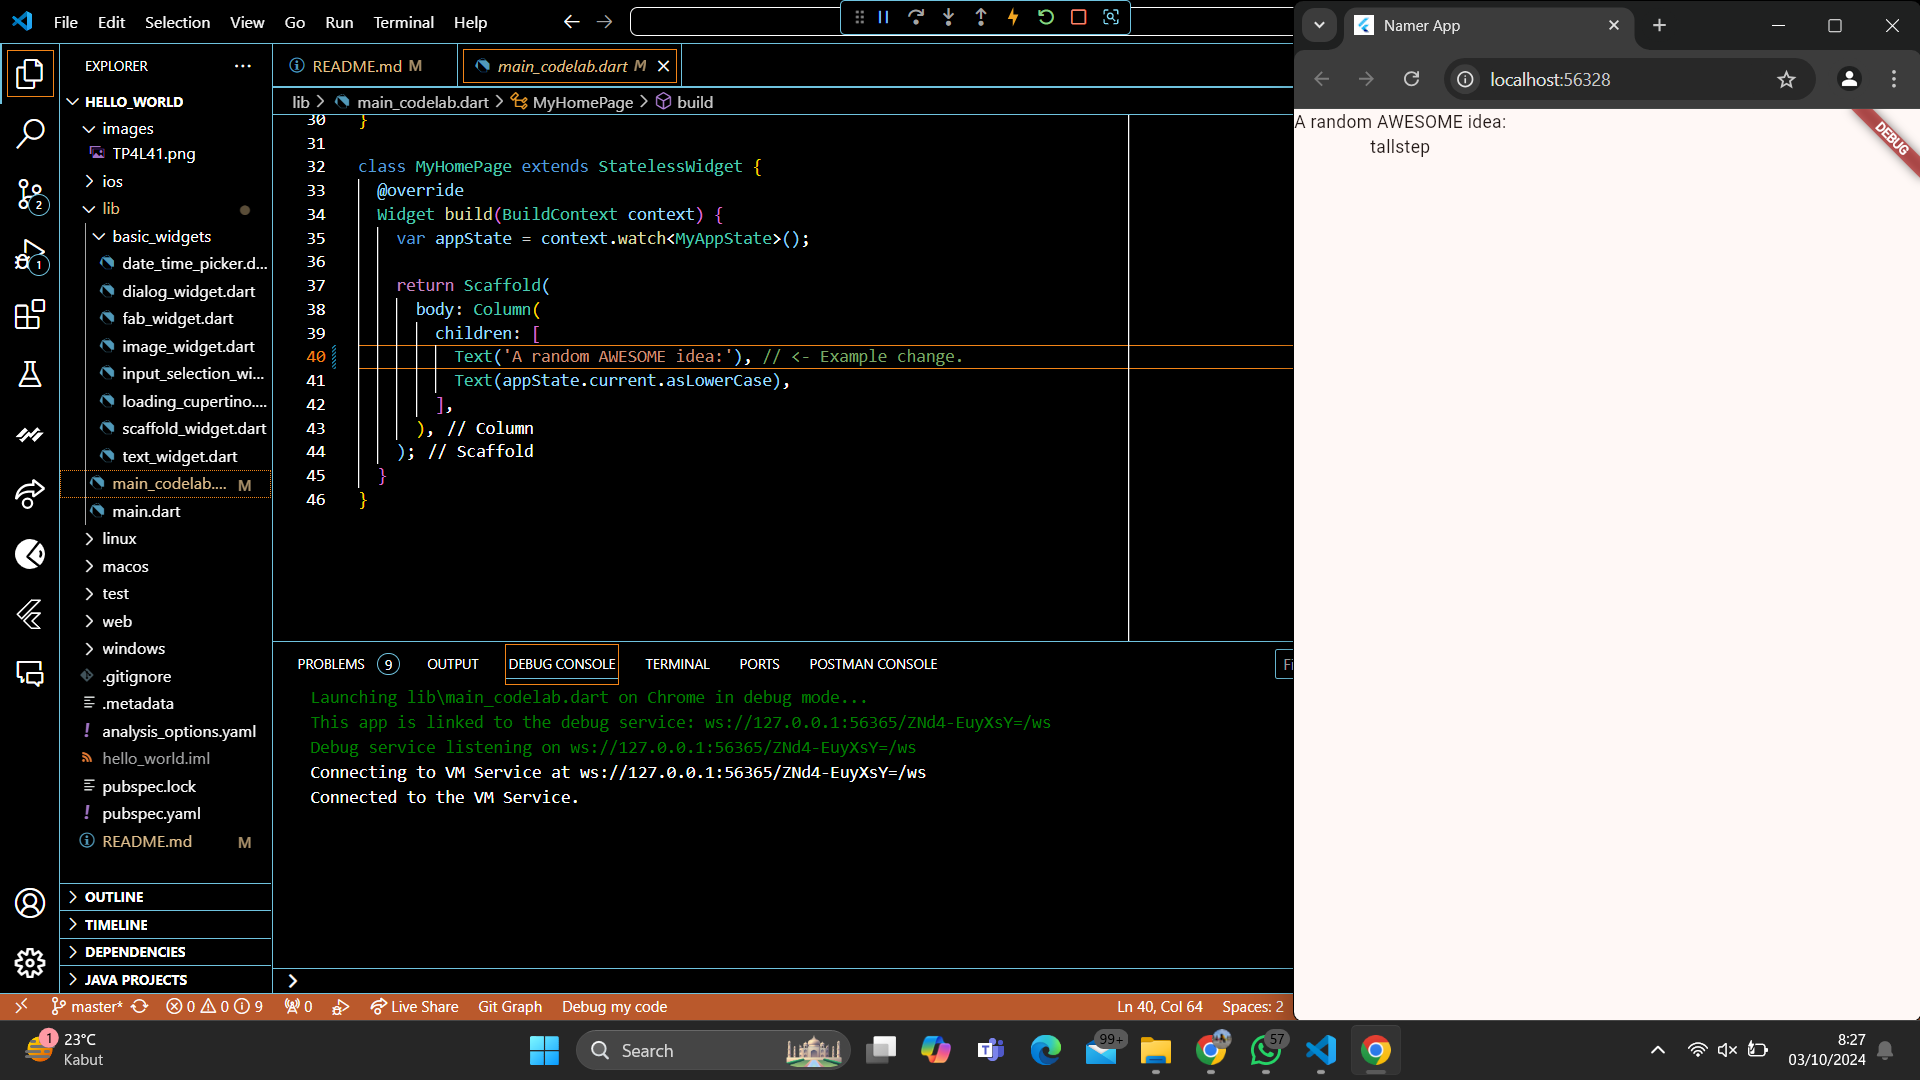 File Edit Selection View Go Run Terminal Help
EXPLORER
HELLO_WORLD
images
TP4L41.png
ios
lib
basic_widgets
date_time_picker.d...
dialog_widget.dart
fab_widget.dart
image_widget.dart
input_selection_wi...
loading_cupertino....
scaffold_widget.dart
text_widget.dart
main_codelab.... M
main.dart
linux
macos
test
web
windows
.gitignore
.metadata
analysis_options.yaml
hello_world.iml
pubspec.lock
pubspec.yaml
README.md M
OUTLINE
TIMELINE
DEPENDENCIES
JAVA PROJECTS
2
1
README.md M
main_codelab.dart M
lib > main_codelab.dart > MyHomePage > build
30 }
31
32 class MyHomePage extends StatelessWidget {
33 @override
34 Widget build(BuildContext context) {
35 var appState = context.watch<MyAppState>();
36
37 return Scaffold(
38 body: Column(
39 children: [
40 Text('A random AWESOME idea:'), // <- Example change.
41 Text(appState.current.asLowerCase),
42 ],
43 ), // Column
44 ); // Scaffold
45 }
46 }
PROBLEMS 9 OUTPUT DEBUG CONSOLE TERMINAL PORTS POSTMAN CONSOLE
Fi
Launching lib\main_codelab.dart on Chrome in debug mode...
This app is linked to the debug service: ws://127.0.0.1:56365/ZNd4-EuyXsY=/ws
Debug service listening on ws://127.0.0.1:56365/ZNd4-EuyXsY=/ws
Connecting to VM Service at ws://127.0.0.1:56365/ZNd4-EuyXsY=/ws
Connected to the VM Service.
master* 0 0 9 0 Live Share Git Graph Debug my code Ln 40, Col 64 Spaces: 2
Namer App
localhost:56328
A random AWESOME idea:
tallstep
DEBUG
1
23°C
Kabut
Search
99+
57
8:27
03/10/2024